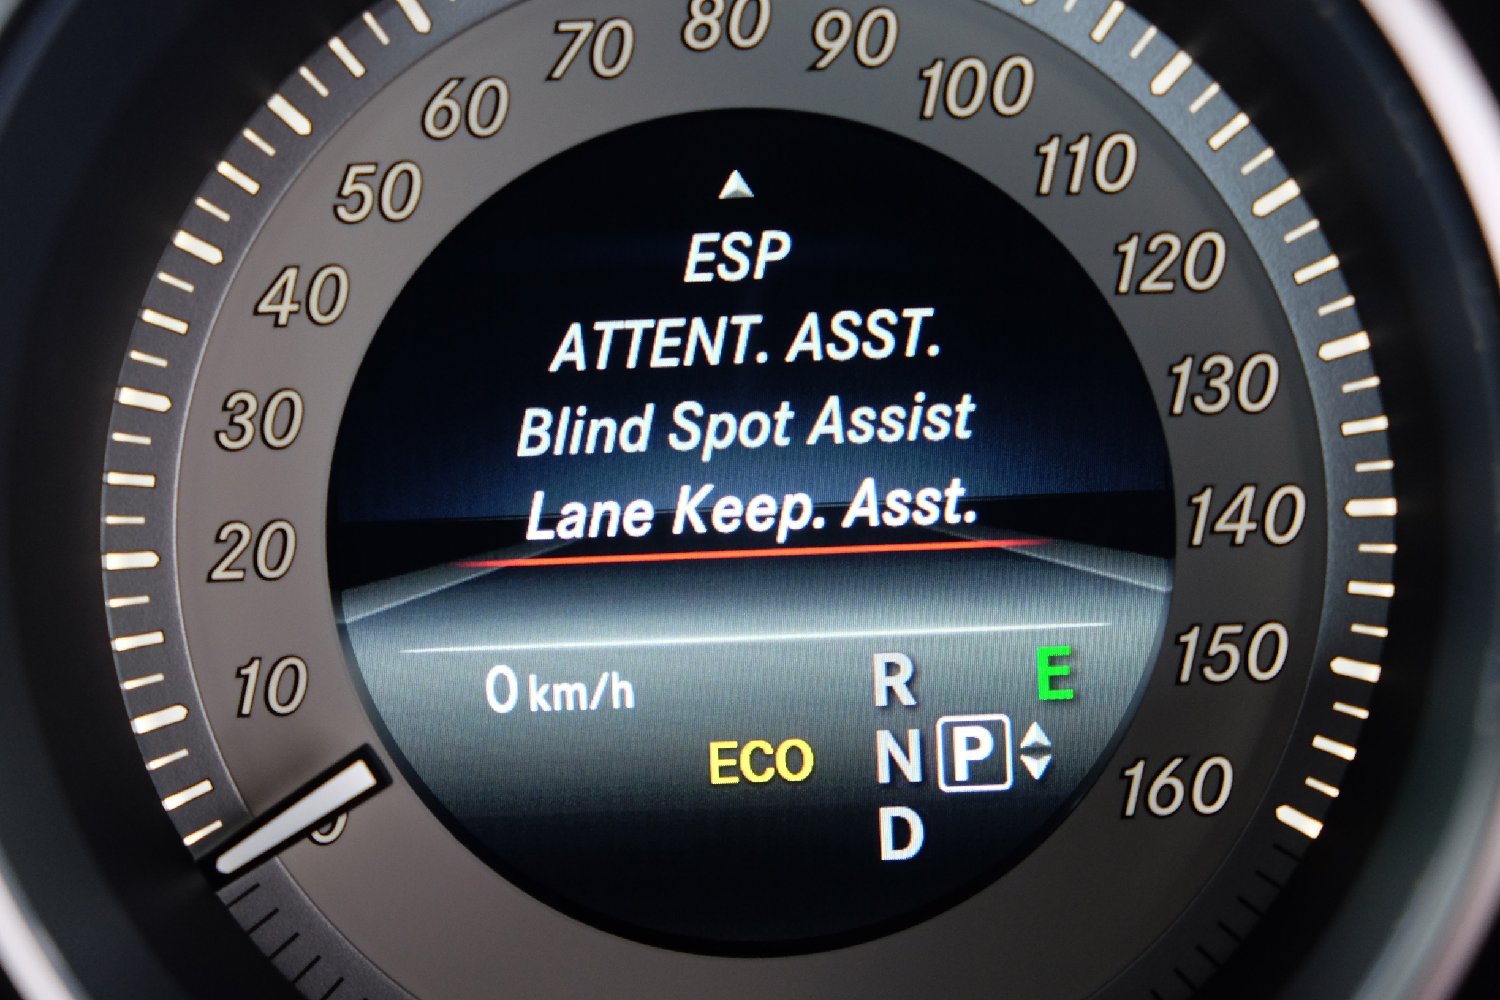 80
70
90
60
100
50
110
ESP
120
40
ATTENT. ASST.
130
30
Blind Spot Assist
Lane Keep. Asst.
140
20
150
10
0 km/h
R
E
ECO
N
P
160
D
0